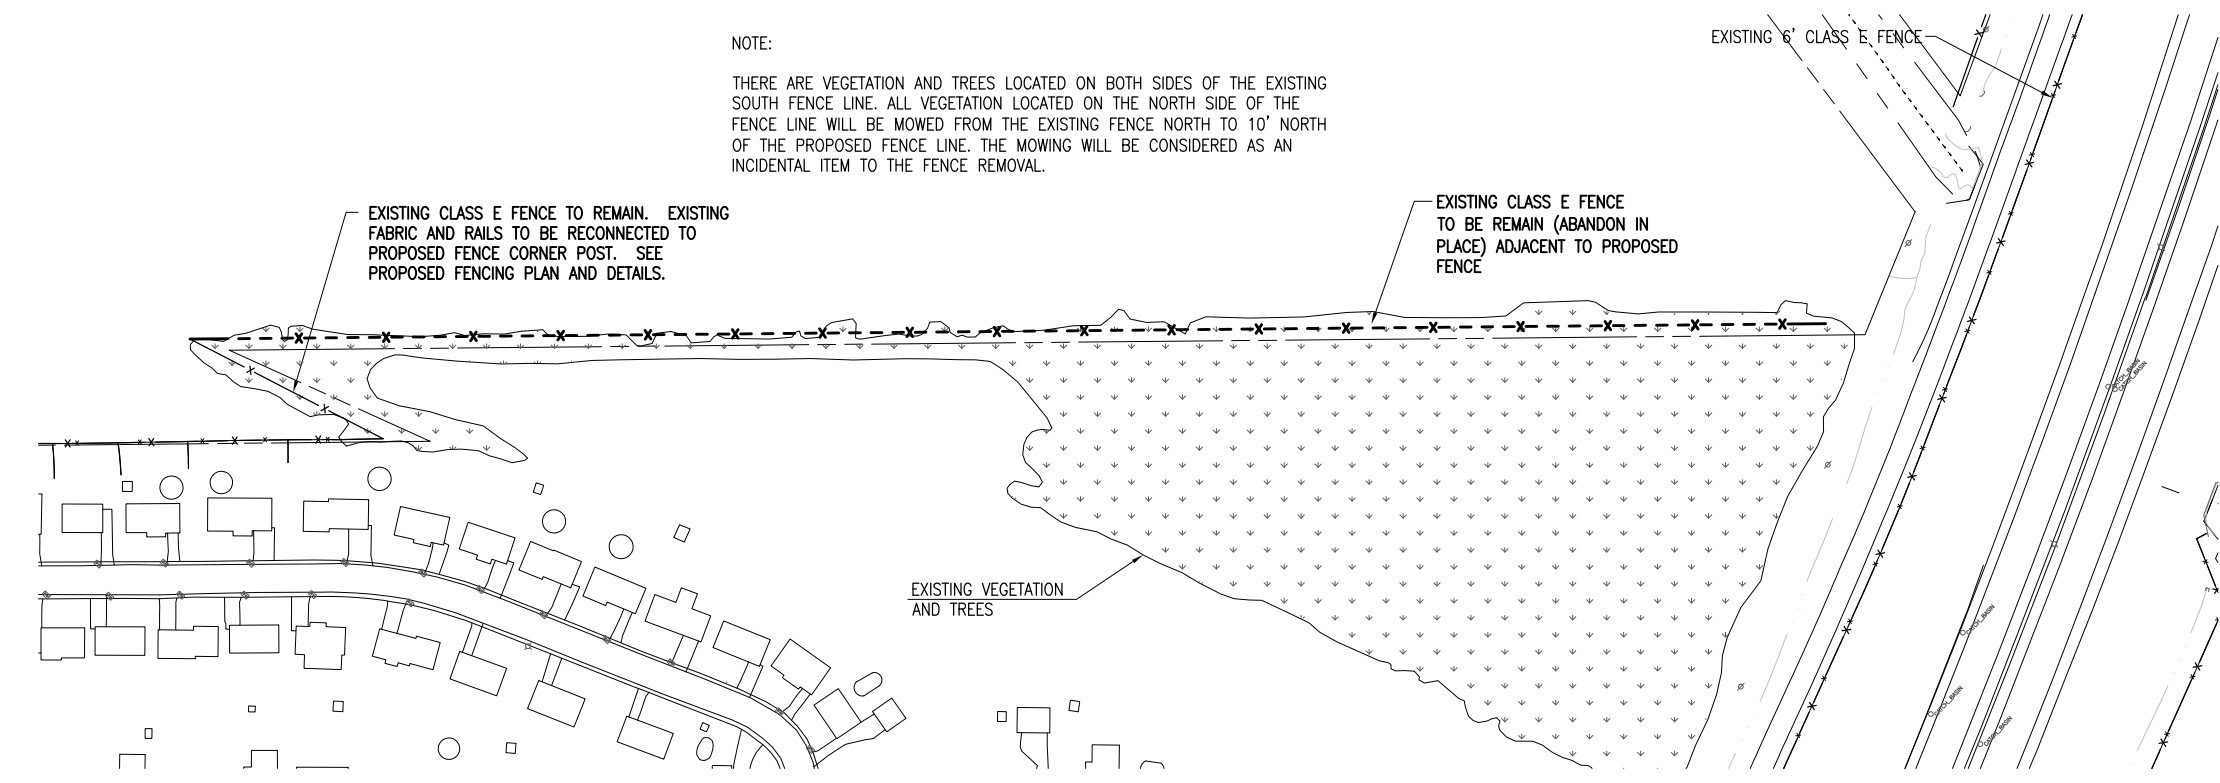 NOTE:
THERE ARE VEGETATION AND TREES LOCATED ON BOTH SIDES OF THE EXISTING
SOUTH FENCE LINE. ALL VEGETATION LOCATED ON THE NORTH SIDE OF THE
FENCE LINE WILL BE MOWED FROM THE EXISTING FENCE NORTH TO 10' NORTH
OF THE PROPOSED FENCE LINE. THE MOWING WILL BE CONSIDERED AS AN
INCIDENTAL ITEM TO THE FENCE REMOVAL.
EXISTING 6' CLASS E FENCE
EXISTING CLASS E FENCE TO REMAIN. EXISTING
FABRIC AND RAILS TO BE RECONNECTED TO
PROPOSED FENCE CORNER POST. SEE
PROPOSED FENCING PLAN AND DETAILS.
EXISTING CLASS E FENCE
TO BE REMAIN (ABANDON IN
PLACE) ADJACENT TO PROPOSED
FENCE
EXISTING VEGETATION
AND TREES
CATCH_BASIN
CATCH_BASIN
CATCH_BASIN
CATCH_BASIN
CATCH_BASIN